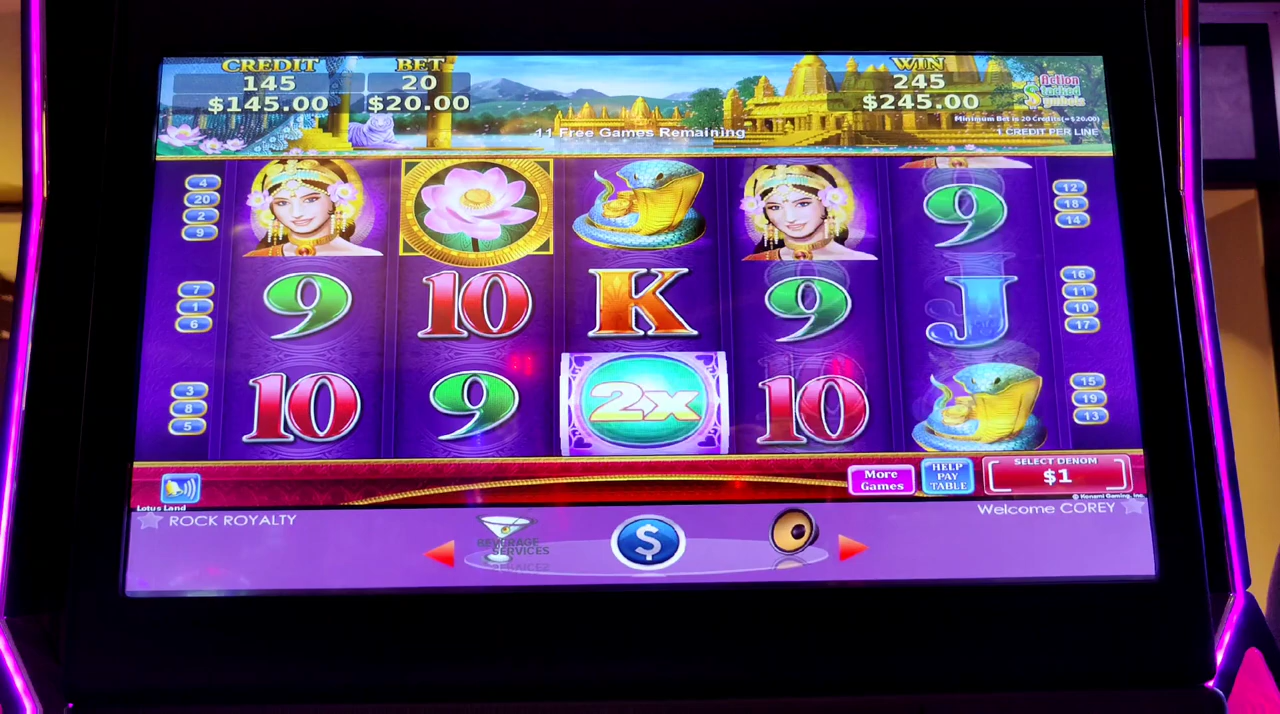 CREDIT BET WIN
145 20 245
$145.00 $20.00 $245.00
Action
Stacked
Symbols
Minimum Bet is 20 Credits(=$20.00)
11 Free Games Remaining
1 CREDIT PER LINE
4 12
20 18
2 14
9
9
7 9 10 K 9 J 16
1 11
6 10
17
3 10 9 2x 10 15
8 19
5 13
More Games
HELP PAY TABLE
SELECT DENOM
$1
© Konami Gaming, Inc.
Lotus Land
ROCK ROYALTY
Welcome COREY
BEVERAGE
SERVICES
$